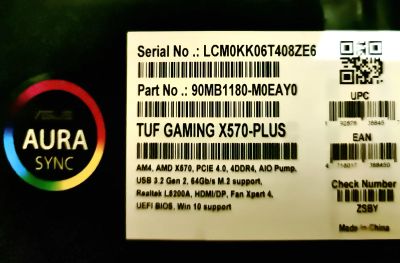 Serial No .: LCM0KK06T408ZE6
Part No .: 90MB1180-M0EAY0
TUF GAMING X570-PLUS
AM4, AMD X570, PCIE 4.0, 4DDR4, AIO Pump,
USB 3.2 Gen 2, 64Gb/s M.2 support,
Realtek L8200A, HDMI/DP, Fan Xpert 4,
UEFI BIOS, Win 10 support
ASUS
AURA
SYNC
UPC
EAN
Check Number
ZSBY
Made in China